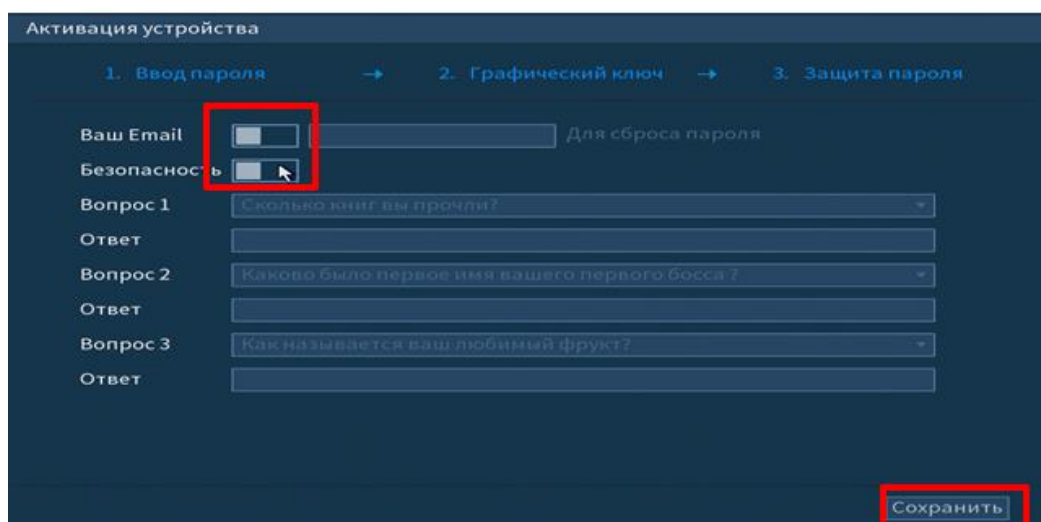 Активация устройства
1. Ввод пароля → 2. Графический ключ → 3. Защита пароля
Ваш Email Для сброса пароля
Безопасность
Вопрос 1 Сколько книг вы прочли?
Ответ
Вопрос 2 Каково было первое имя вашего первого босса ?
Ответ
Вопрос 3 Как называется ваш любимый фрукт?
Ответ
Сохранить